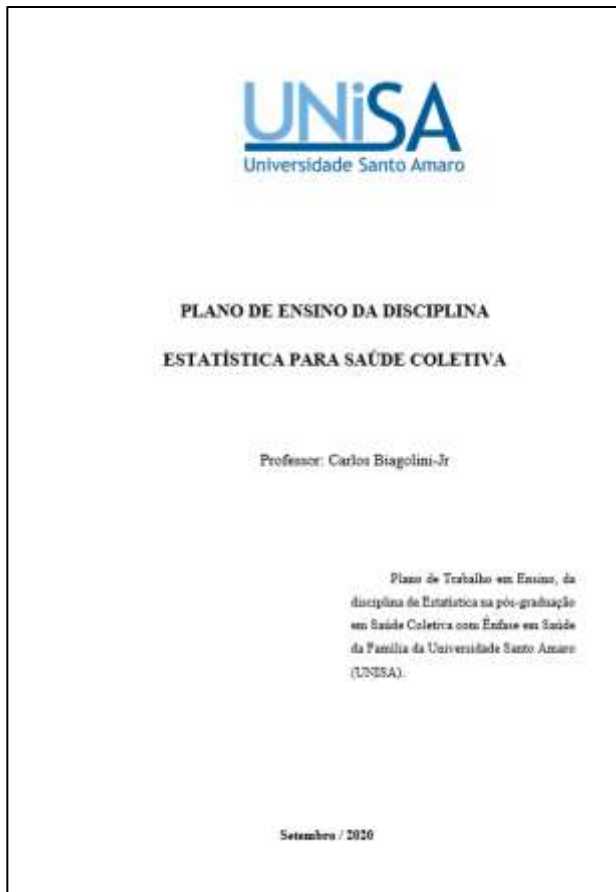 UNiSA
Universidade Santo Amaro
PLANO DE ENSINO DA DISCIPLINA
ESTATÍSTICA PARA SAÚDE COLETIVA
Professor: Carlos Biagolini-Jr
Plano de Trabalho em Ensino, da
disciplina de Estatística na pós-graduação
em Saúde Coletiva com Ênfase em Saúde
da Família da Universidade Santo Amaro
(UNISA).
Setembro / 2020